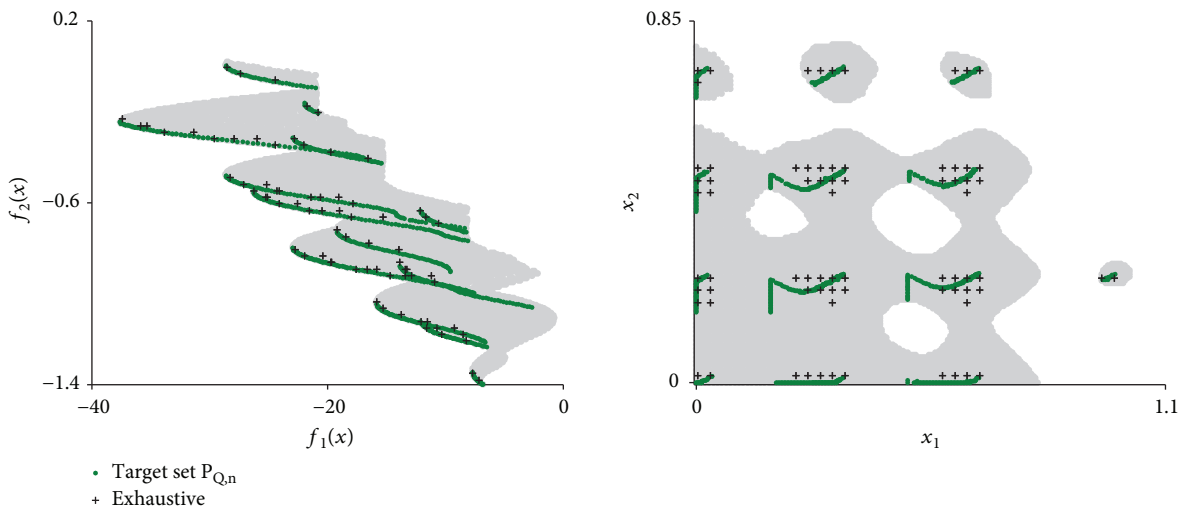 0.2
−0.6
−1.4
f2(x)
−40
−20
0
f1(x)
Target set PQ,n
Exhaustive
0.85
x2
0
0
1.1
x1